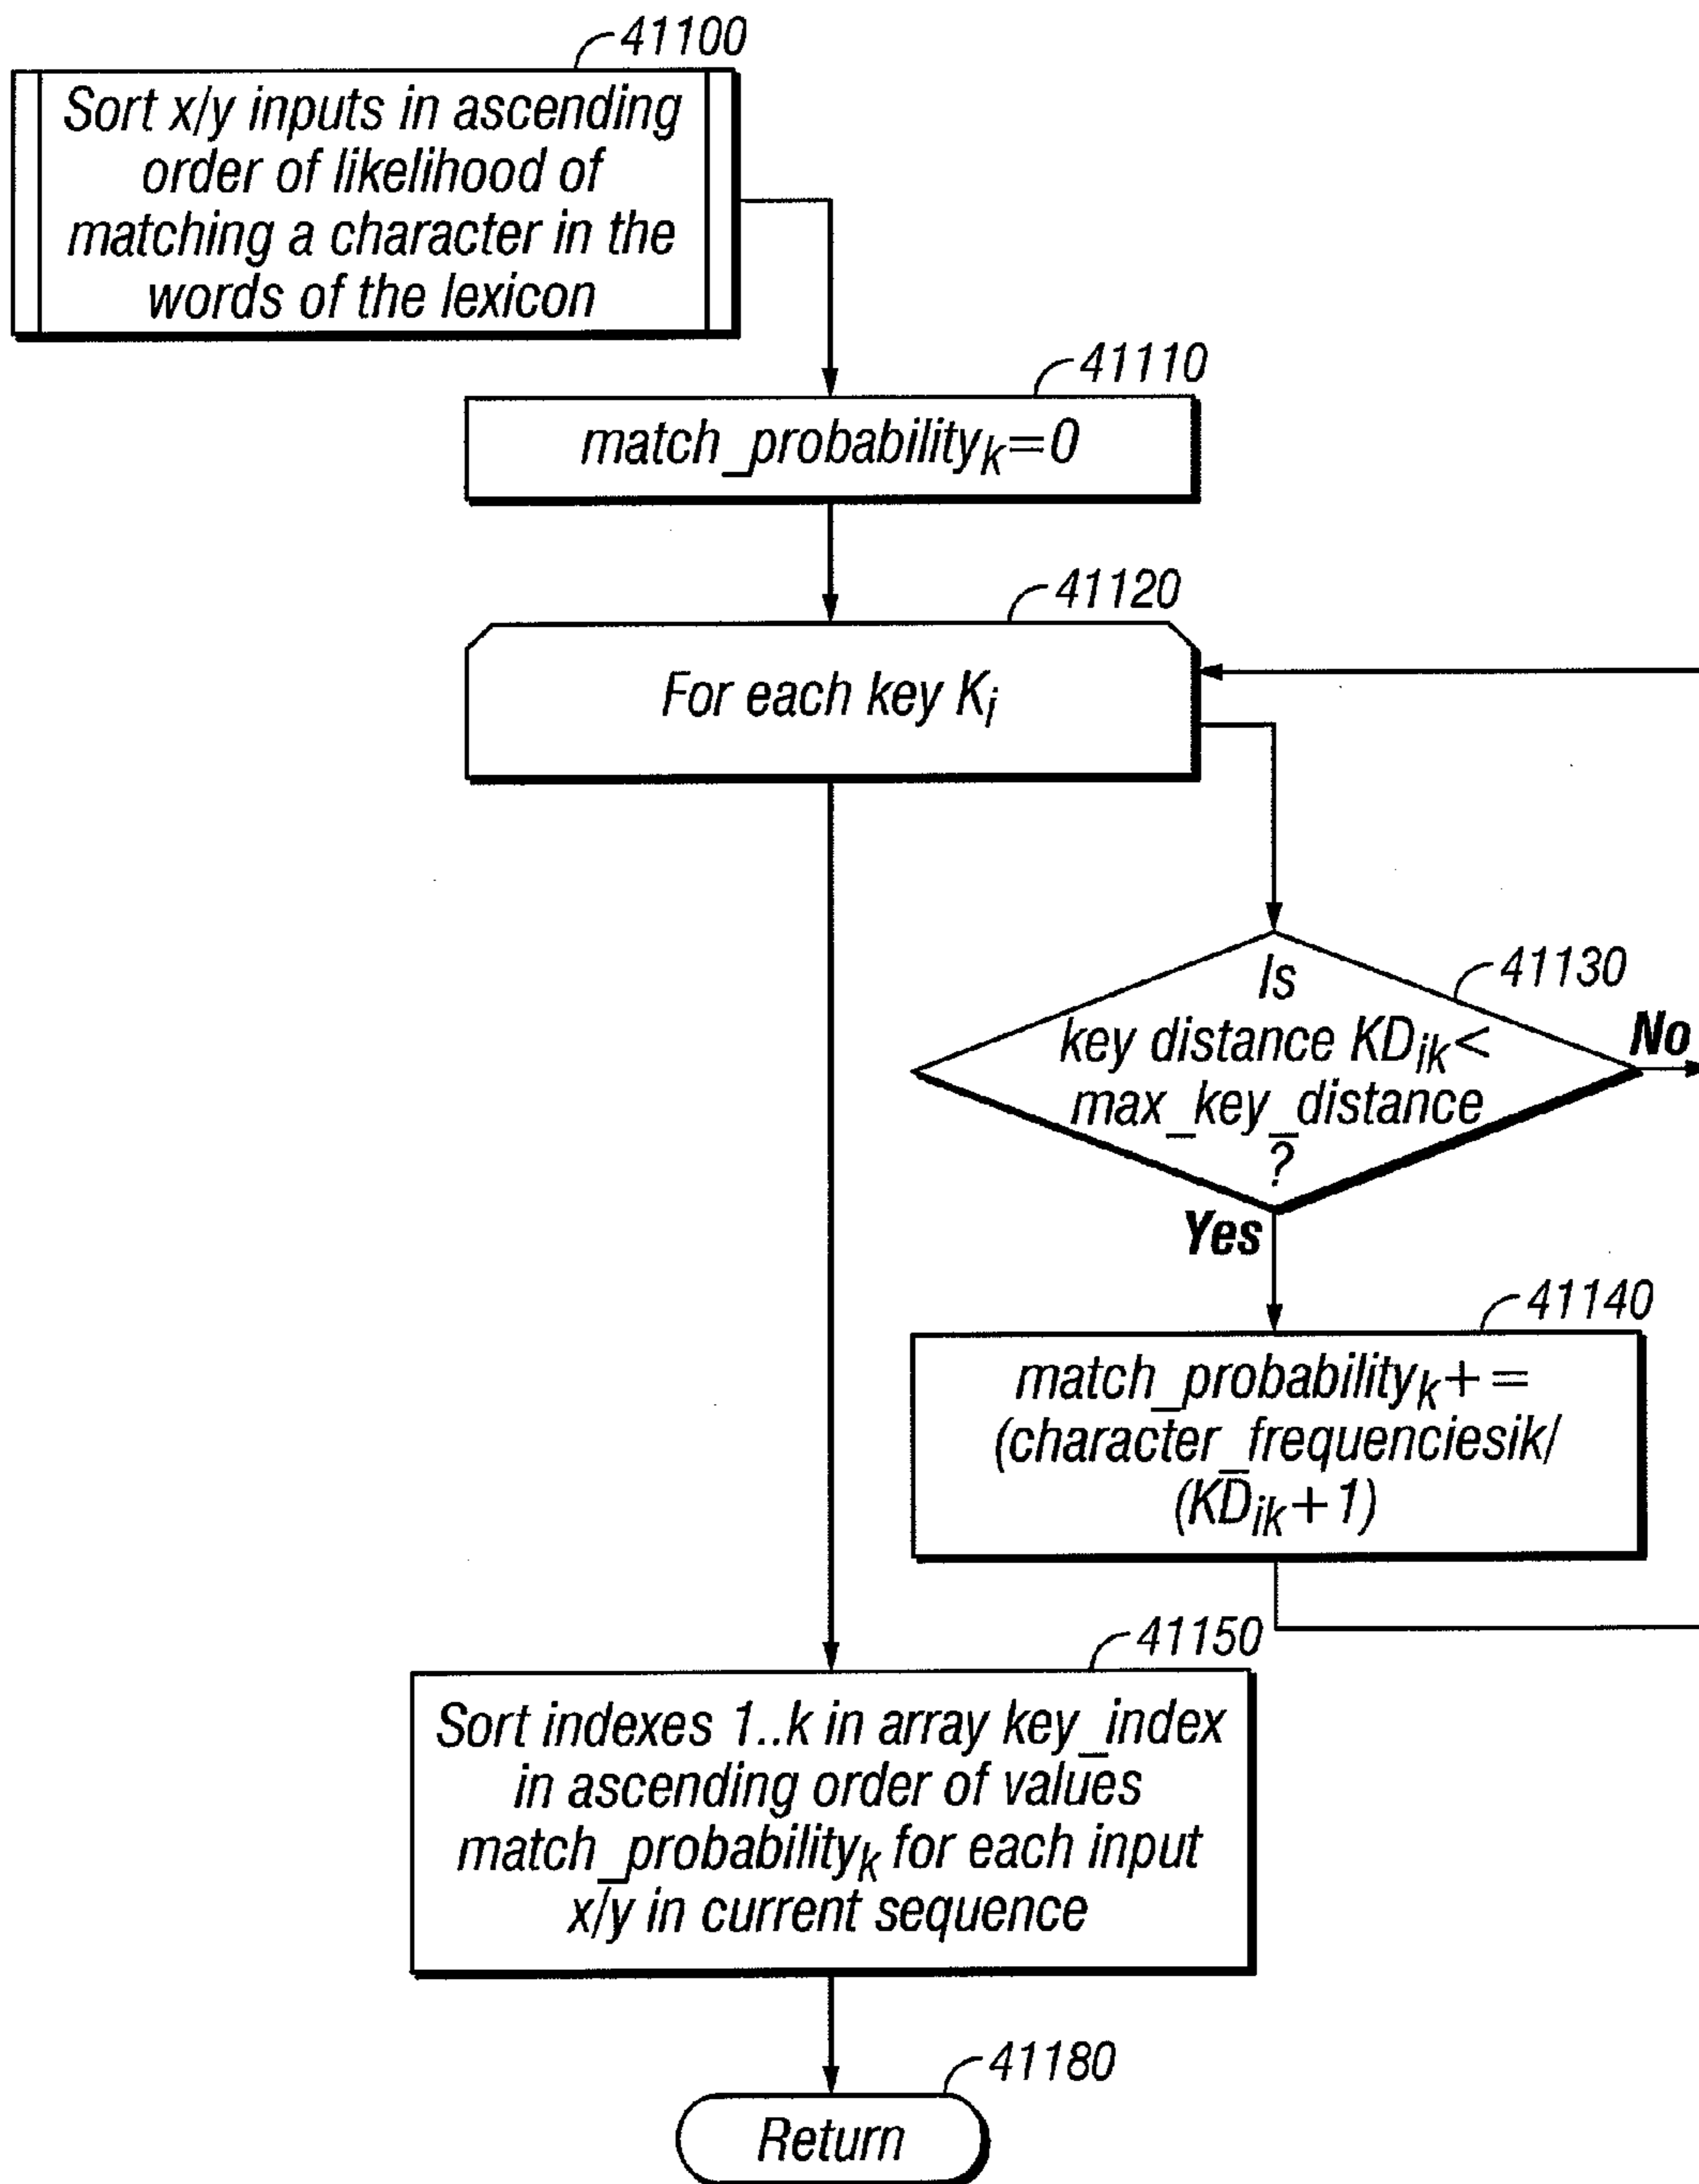 41100
Sort x/y inputs in ascending
order of likelihood of
matching a character in the
words of the lexicon
41110
match_probabilityk=0
41120
For each key Ki
41130
Is
key distance KDik<
max_key_distance
?
No
Yes
41140
match_probabilityk+=
(character_frequenciesik/
(KDik+1)
41150
Sort indexes 1..k in array key_index
in ascending order of values
match_probabilityk for each input
x/y in current sequence
41180
Return